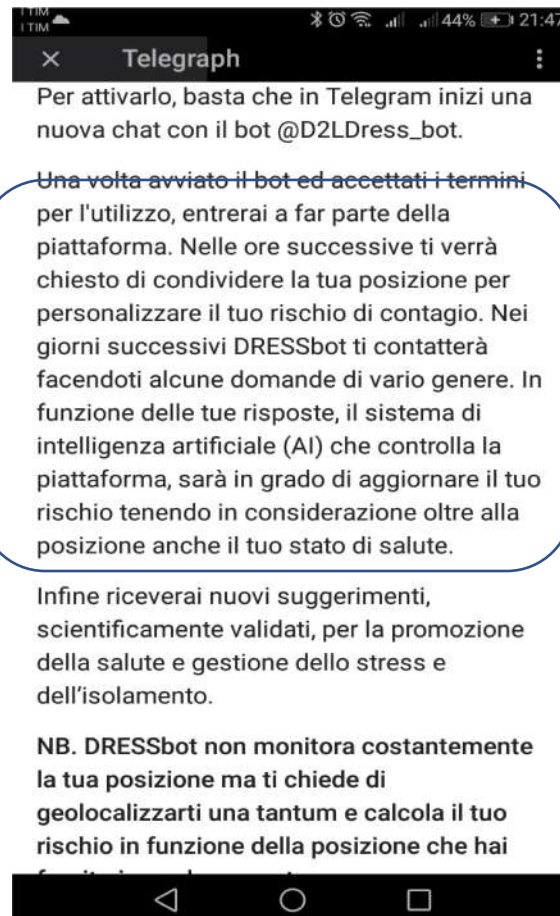 I TIM
I TIM 44% 21:47
Telegraph
Per attivarlo, basta che in Telegram inizi una
nuova chat con il bot @D2LDress_bot.
Una volta avviato il bot ed accettati i termini
per l'utilizzo, entrerai a far parte della
piattaforma. Nelle ore successive ti verrà
chiesto di condividere la tua posizione per
personalizzare il tuo rischio di contagio. Nei
giorni successivi DRESSbot ti contatterà
facendoti alcune domande di vario genere. In
funzione delle tue risposte, il sistema di
intelligenza artificiale (AI) che controlla la
piattaforma, sarà in grado di aggiornare il tuo
rischio tenendo in considerazione oltre alla
posizione anche il tuo stato di salute.
Infine riceverai nuovi suggerimenti,
scientificamente validati, per la promozione
della salute e gestione dello stress e
dell'isolamento.
NB. DRESSbot non monitora costantemente
la tua posizione ma ti chiede di
geolocalizzarti una tantum e calcola il tuo
rischio in funzione della posizione che hai